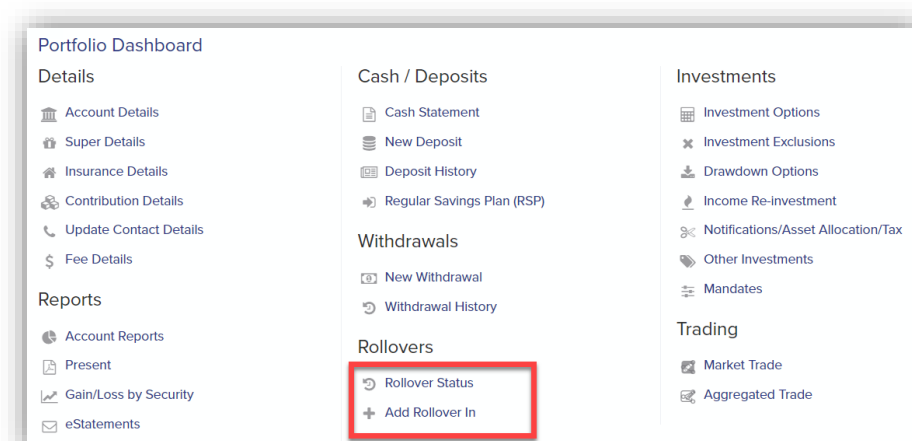 Portfolio Dashboard
Details
Account Details
Super Details
Insurance Details
Contribution Details
Update Contact Details
Fee Details
Reports
Account Reports
Present
Gain/Loss by Security
eStatements
Cash / Deposits
Cash Statement
New Deposit
Deposit History
Regular Savings Plan (RSP)
Withdrawals
New Withdrawal
Withdrawal History
Rollovers
Rollover Status
Add Rollover In
Investments
Investment Options
Investment Exclusions
Drawdown Options
Income Re-investment
Notifications/Asset Allocation/Tax
Other Investments
Mandates
Trading
Market Trade
Aggregated Trade